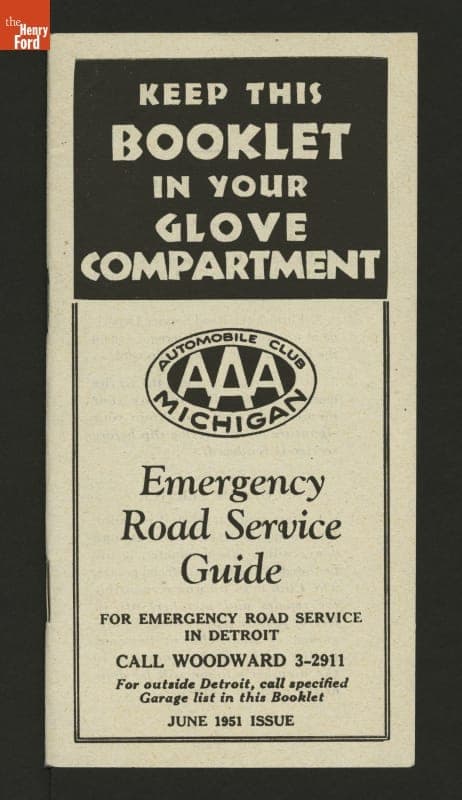 the
Henry
Ford
KEEP THIS
BOOKLET
IN YOUR
GLOVE
COMPARTMENT
AUTOMOBILE CLUB
AAA
MICHIGAN
Emergency
Road Service
Guide
FOR EMERGENCY ROAD SERVICE
IN DETROIT
CALL WOODWARD 3-2911
For outside Detroit, call specified
Garage list in this Booklet
JUNE 1951 ISSUE